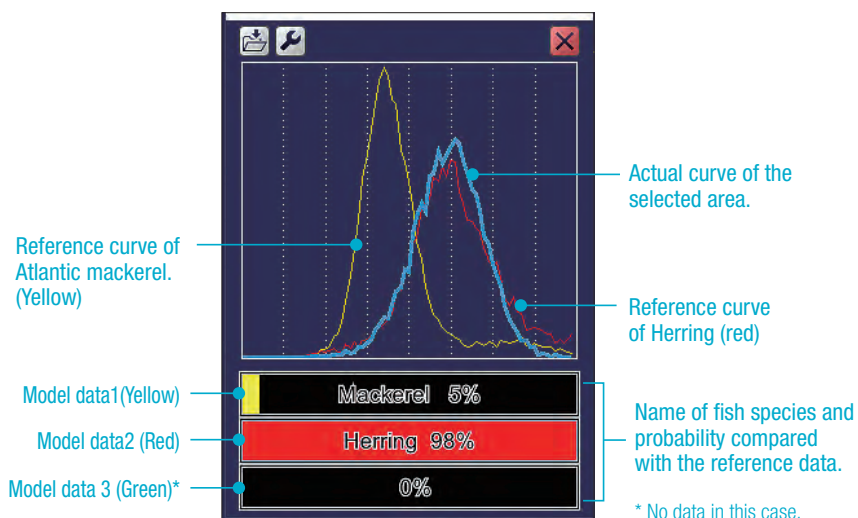 Actual curve of the
selected area.
Reference curve of
Atlantic mackerel.
(Yellow)
Reference curve
of Herring (red)
Model data1(Yellow)
Mackerel 5%
Model data2 (Red)
Herring 98%
Model data 3 (Green)*
0%
Name of fish species and
probability compared
with the reference data.
* No data in this case.